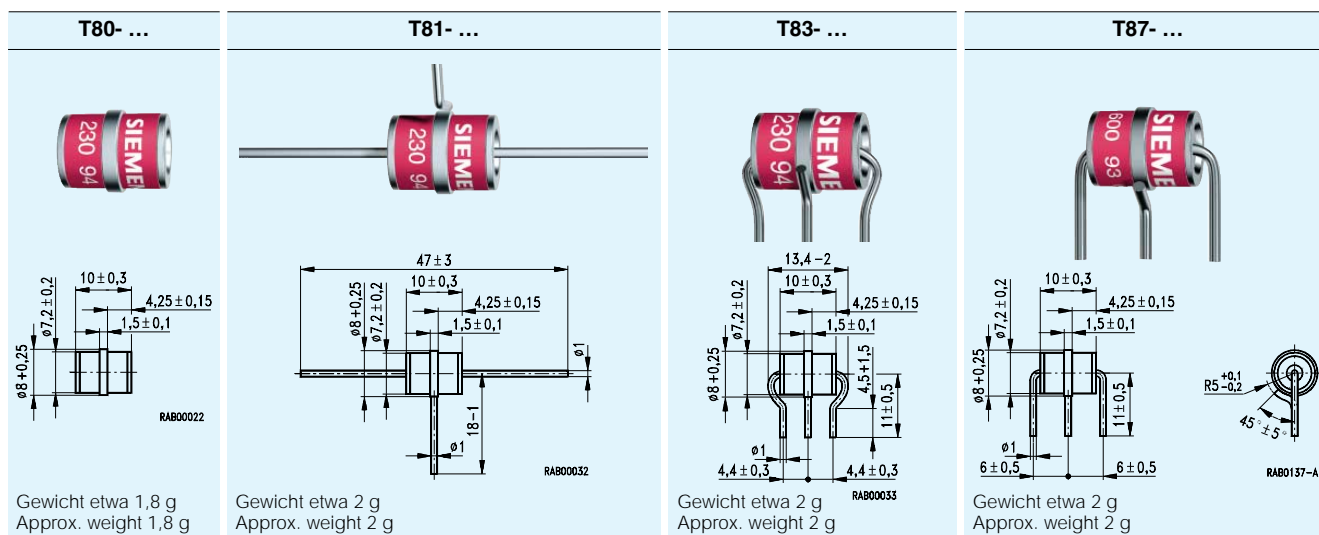 T80- ...
T81- ...
T83- ...
T87- ...
SIEMEN
230 94
SIEME
230 94
SIEME
230 94
SIEME
600 93
10±0,3
4,25±0,15
1,5±0,1
ø7,2±0,2
ø8+0,25
RAB00022
47±3
10±0,3
4,25±0,15
1,5±0,1
ø8+0,25
ø7,2±0,2
ø1
18-1
ø1
RAB00032
13,4-2
10±0,3
4,25±0,15
1,5±0,1
ø7,2±0,2
ø8+0,25
4,5+1,5
11±0,5
ø1
4,4±0,3
4,4±0,3
RAB00033
10±0,3
4,25±0,15
1,5±0,1
ø7,2±0,2
ø8+0,25
11±0,5
ø1
6±0,5
6±0,5
R5 +0,1 -0,2
45°±5°
RAB0137-A
Gewicht etwa 1,8 g
Approx. weight 1,8 g
Gewicht etwa 2 g
Approx. weight 2 g
Gewicht etwa 2 g
Approx. weight 2 g
Gewicht etwa 2 g
Approx. weight 2 g